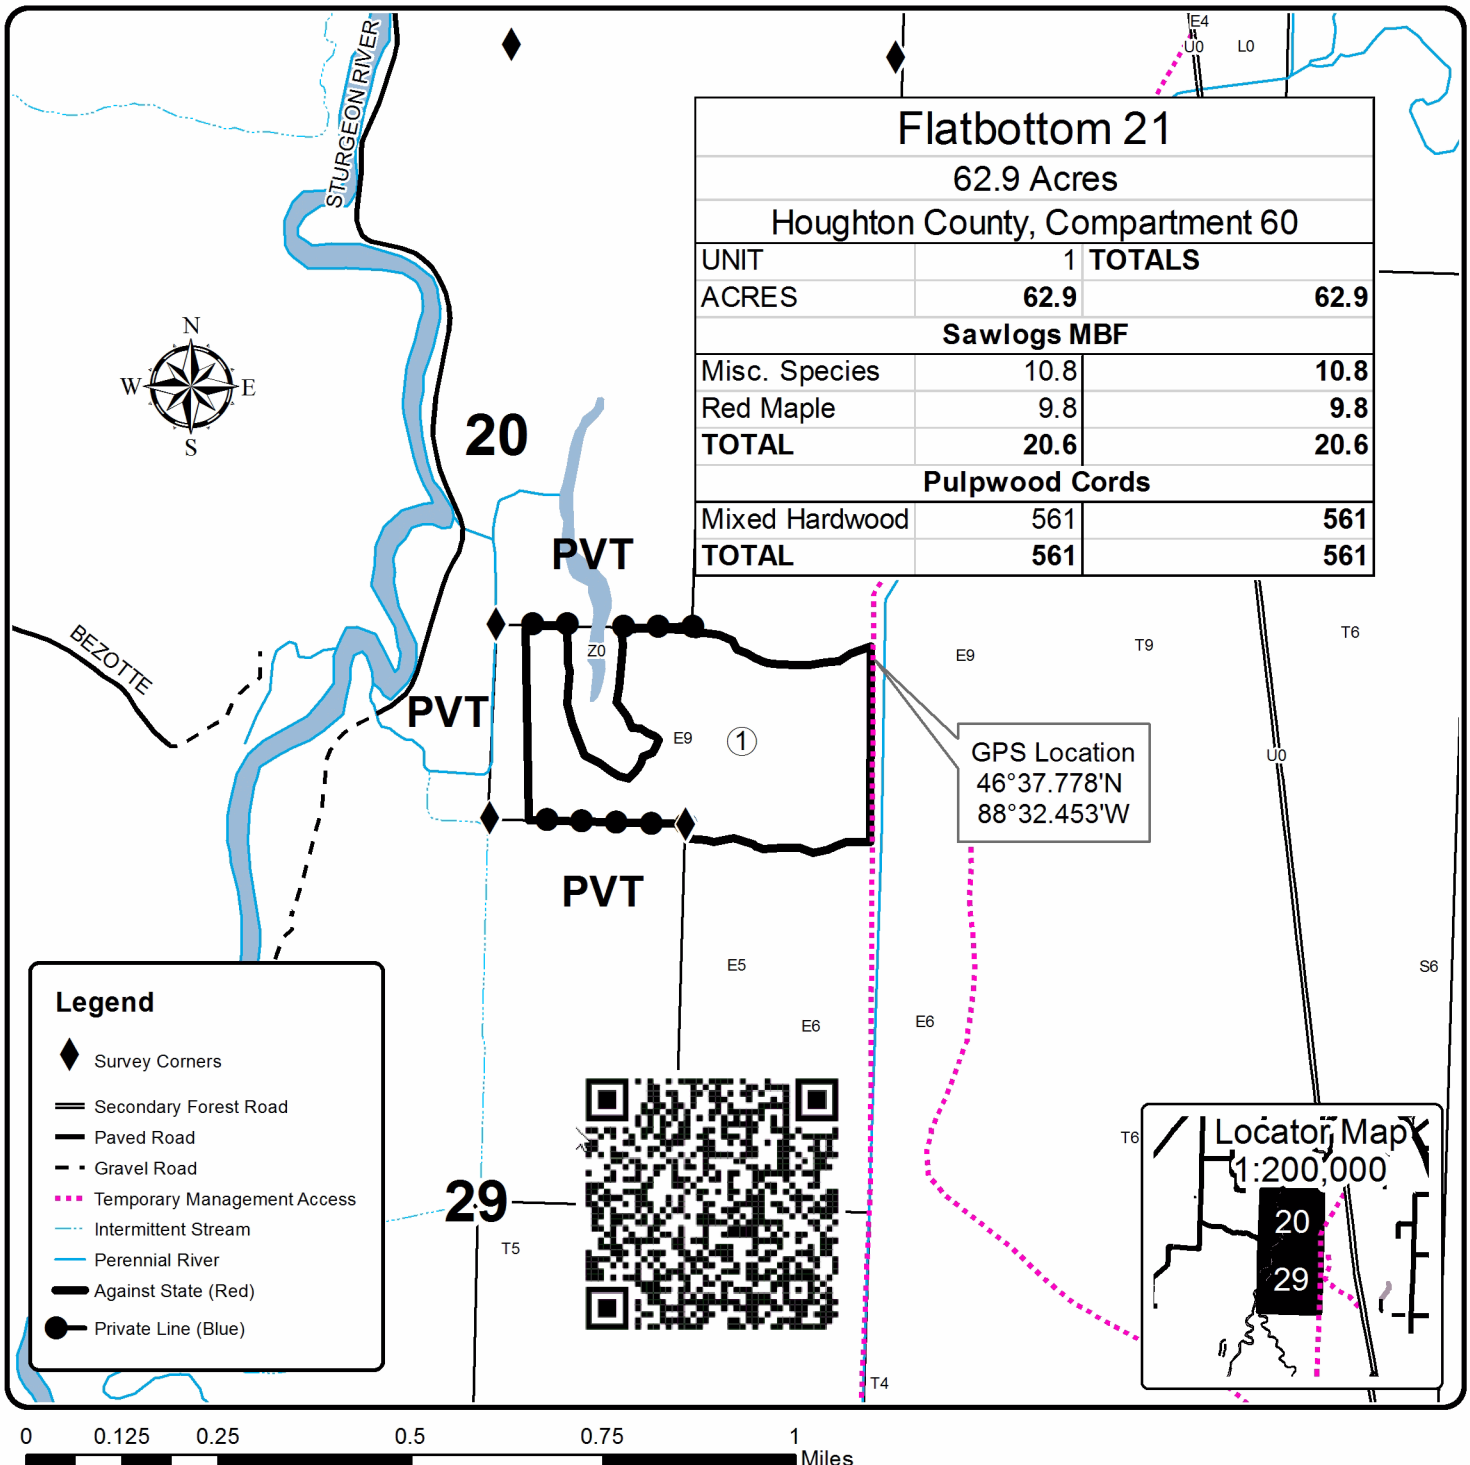 E4
U0
L0
STURGEON RIVER
Flatbottom 21
62.9 Acres
Houghton County, Compartment 60
UNIT 1 TOTALS
ACRES 62.9 62.9
Sawlogs MBF
Misc. Species 10.8 10.8
Red Maple 9.8 9.8
TOTAL 20.6 20.6
Pulpwood Cords
Mixed Hardwood 561 561
TOTAL 561 561
N
W E
S
20
PVT
BEZOTTE
Z0
E9
T9
T6
PVT
E9
1
GPS Location
46°37.778'N
88°32.453'W
U0
PVT
E5
S6
E6
E6
Legend
Survey Corners
Secondary Forest Road
Paved Road
Gravel Road
Temporary Management Access
Intermittent Stream
Perennial River
Against State (Red)
Private Line (Blue)
29
T5
T6
Locator Map
1:200,000
20
29
T4
0 0.125 0.25 0.5 0.75 1
Miles